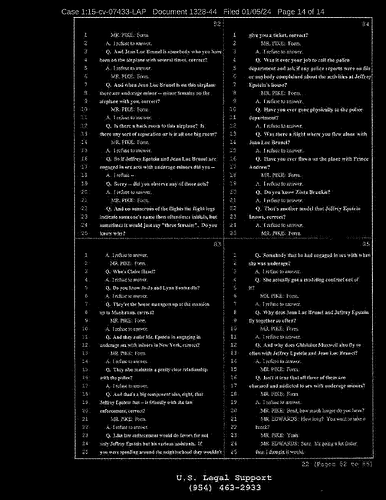 Case 1:15-cv-07433-LAP Document 1328-44 Filed 01/05/24 Page 14 of 14
82
1 MR. PIKE: Form.
2 A. I refuse to answer.
3 Q. And Jean Luc Brunel is somebody who you have
4 been on the airplane with several times, correct?
5 A. I refuse to answer.
6 MR. PIKE: Form.
7 Q. And when Jean Luc Brunel is on this airplane
8 there are underage minor -- minor females on the
9 airplane with you, correct?
10 MR. PIKE: Form.
11 A. I refuse to answer.
12 Q. Is there a back room to this airplane? Is
13 there any sort of separation or is it all one big room?
14 MR. PIKE: Form.
15 A. I refuse to answer.
16 Q. So if Jeffrey Epstein and Jean Luc Brunel are
17 engaged in sex acts with underage minors did you --
18 A. I refuse --
19 Q. Sorry -- did you observe any of those acts?
20 A. I refuse to answer.
21 MR. PIKE: Form.
22 Q. And on numerous of the flights the flight logs
23 indicate someone's name then oftentimes initials, but
24 sometimes it would just say "three females". Do you
25 know why?
83
1 A. I refuse to answer.
2 MR. PIKE: Form.
3 Q. Who's Claire Hazel?
4 A. I refuse to answer.
5 Q. Do you know Jo-Jo and Lynn Fontanilla?
6 A. I refuse to answer.
7 Q. They're the house managers up at the mansion
8 up in Manhattan, correct?
9 MR. PIKE: Form.
10 A. I refuse to answer.
11 Q. And they assist Mr. Epstein in engaging in
12 underage sex with minors in New York, correct?
13 MR. PIKE: Form.
14 A. I refuse to answer.
15 Q. They also maintain a pretty close relationship
16 with the police?
17 A. I refuse to answer.
18 Q. And that's a big component also, right, that
19 Jeffrey Epstein has -- is friendly with the law
20 enforcement, correct?
21 MR. PIKE: Form.
22 A. I refuse to answer.
23 Q. Like law enforcement would do favors for not
24 only Jeffrey Epstein but his various assistants. If
25 you were speeding around the neighborhood they wouldn't
84
1 give you a ticket, correct?
2 MR. PIKE: Form.
3 A. I refuse to answer.
4 Q. Was it ever your job to call the police
5 department and ask if any police reports were on file
6 or anybody complained about the activities at Jeffrey
7 Epstein's house?
8 MR. PIKE: Form.
9 A. I refuse to answer.
10 Q. Have you ever gone physically to the police
11 department?
12 A. I refuse to answer.
13 Q. Was there a flight where you flew alone with
14 Jean Luc Brunel?
15 A. I refuse to answer.
16 Q. Have you ever flown on the plane with Prince
17 Andrew?
18 MR. PIKE: Form.
19 A. I refuse to answer.
20 Q. Do you know Zinta Broukis?
21 A. I refuse to answer.
22 Q. That's another model that Jeffrey Epstein
23 knows, correct?
24 A. I refuse to answer.
25 MR. PIKE: Form.
85
1 Q. Somebody that he had engaged in sex with when
2 she was underage?
3 A. I refuse to answer.
4 Q. She actually got a modeling contract out of
5 it?
6 MR. PIKE: Form.
7 A. I refuse to answer.
8 Q. Why does Jean Luc Brunel and Jeffrey Epstein
9 fly together so often?
10 MR. PIKE: Form.
11 A. I refuse to answer.
12 Q. And why does Ghislaine Maxwell also fly so
13 often with Jeffrey Epstein and Jean Luc Brunel?
14 A. I refuse to answer.
15 MR. PIKE: Form.
16 Q. Isn't it true that all three of them are
17 obsessed and addicted to sex with underage minors?
18 MR. PIKE: Form.
19 A. I refuse to answer.
20 MR. PIKE: Brad, how much longer do you have?
21 MR. EDWARDS: How long? You want to take a
22 break?
23 MR. PIKE: Yeah.
24 MR. EDWARDS: Sure. It's going a bit faster
25 than I thought it would.
22 (Pages 82 to 85)
U.S. Legal Support
(954) 463-2933